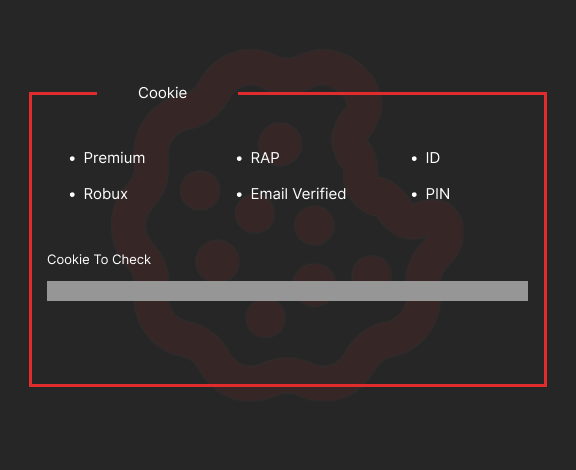 Cookie
• Premium • RAP • ID
• Robux • Email Verified • PIN
Cookie To Check